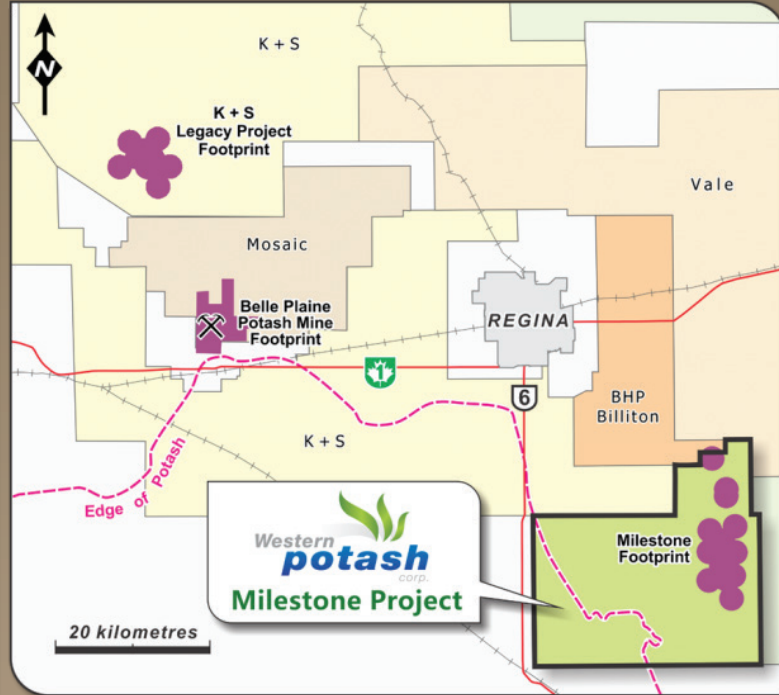 K + S
N
K + S
Legacy Project
Footprint
Vale
Mosaic
Belle Plaine
Potash Mine
Footprint
REGINA
1
6
BHP
Billiton
K + S
Edge of Potash
Western
potash
corp.
Milestone Project
Milestone
Footprint
20 kilometres